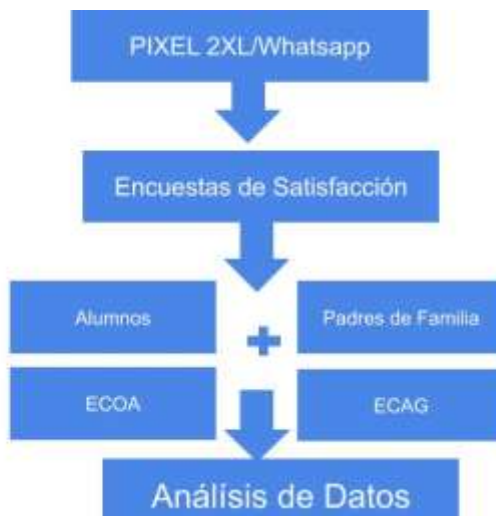 PIXEL 2XL/Whatsapp
Encuestas de Satisfacción
Alumnos
Padres de Familia
ECOA
ECAG
Análisis de Datos